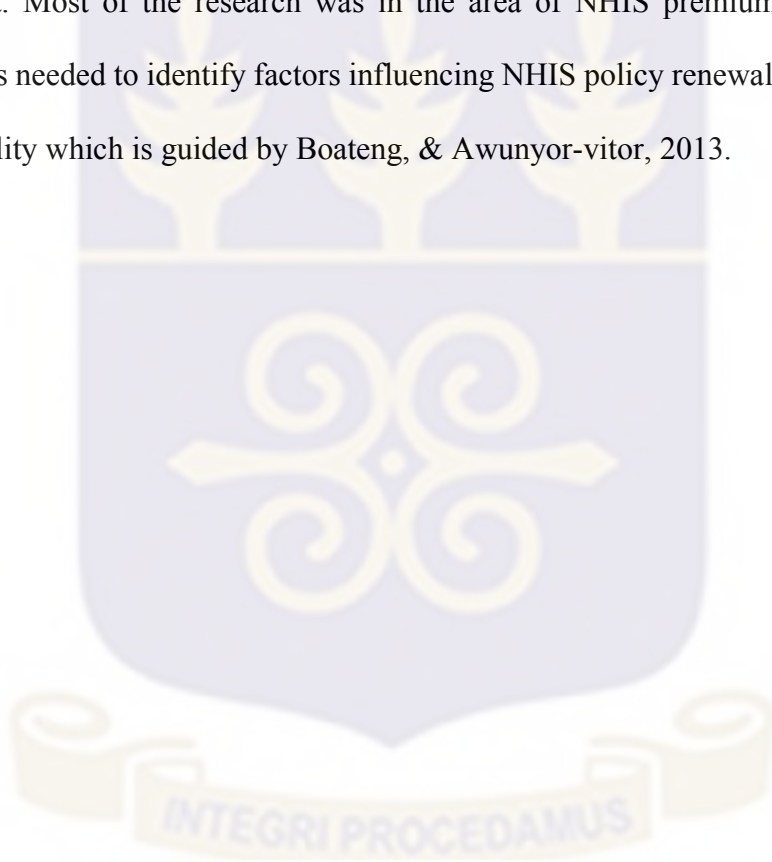 . Most of the research was in the area of NHIS premium
s needed to identify factors influencing NHIS policy renewal
lity which is guided by Boateng, & Awunyor-vitor, 2013.
INTEGRI PROCEDAMUS